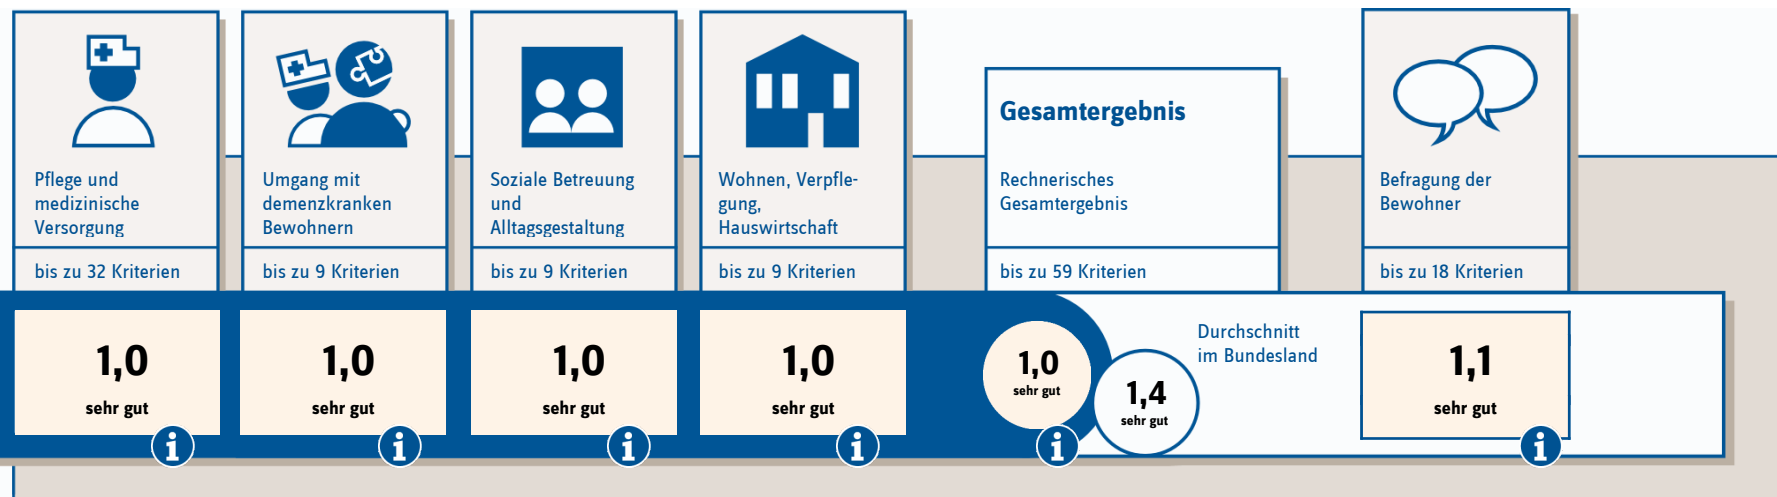 Pflege und
medizinische
Versorgung
bis zu 32 Kriterien
1,0
sehr gut
i
Umgang mit
demenzkranken
Bewohnern
bis zu 9 Kriterien
1,0
sehr gut
i
Soziale Betreuung
und
Alltagsgestaltung
bis zu 9 Kriterien
1,0
sehr gut
i
Wohnen, Verpfle-
gung,
Hauswirtschaft
bis zu 9 Kriterien
1,0
sehr gut
i
Gesamtergebnis
Rechnerisches
Gesamtergebnis
bis zu 59 Kriterien
1,0
sehr gut
i
1,4
sehr gut
Durchschnitt
im Bundesland
Befragung der
Bewohner
bis zu 18 Kriterien
1,1
sehr gut
i